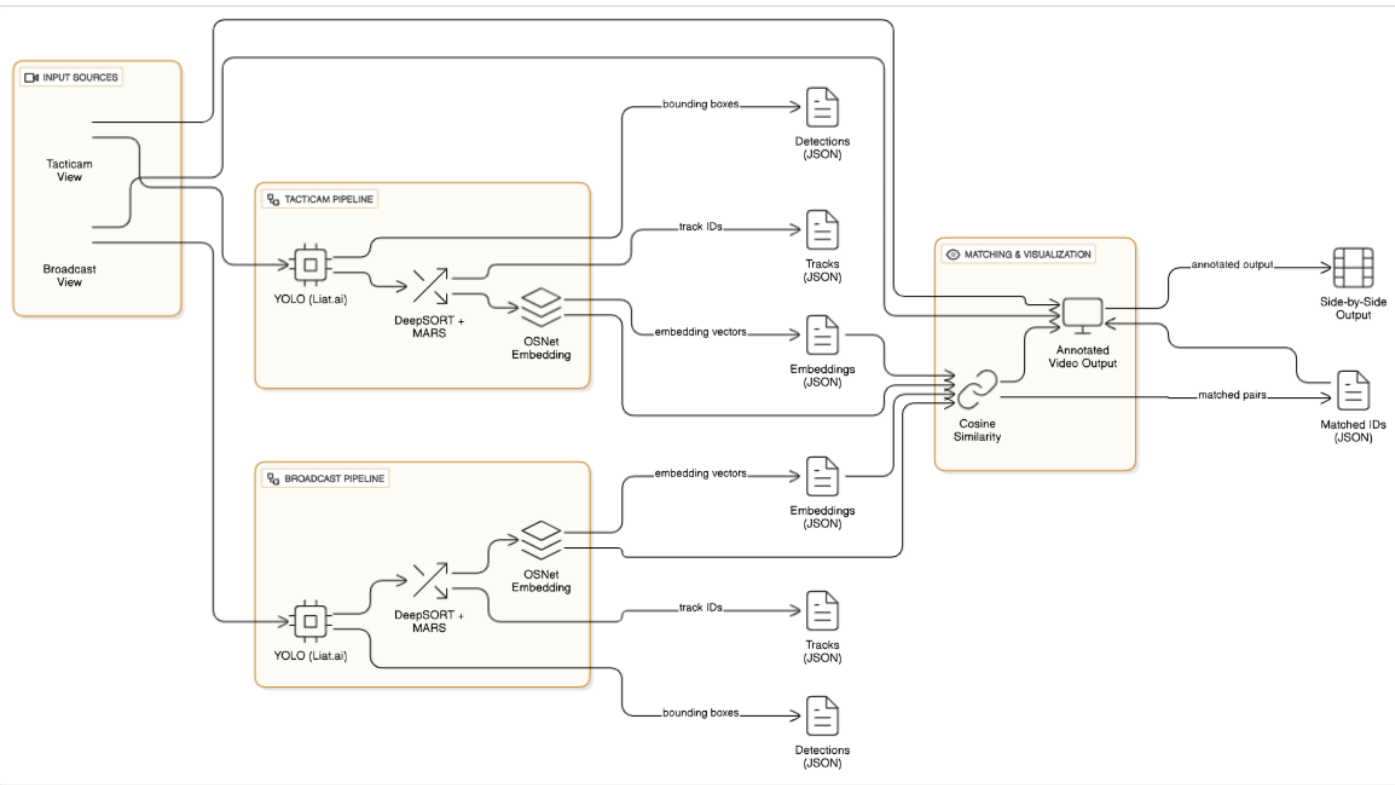 INPUT SOURCES
Tacticam
View
Broadcast
View
TACTICAM PIPELINE
YOLO (Liat.ai)
DeepSORT +
MARS
OSNet
Embedding
bounding boxes
Detections
(JSON)
track IDs
Tracks
(JSON)
embedding vectors
Embeddings
(JSON)
BROADCAST PIPELINE
YOLO (Liat.ai)
DeepSORT +
MARS
OSNet
Embedding
embedding vectors
Embeddings
(JSON)
track IDs
Tracks
(JSON)
bounding boxes
Detections
(JSON)
MATCHING & VISUALIZATION
Annotated
Video Output
Cosine
Similarity
annotated output
Side-by-Side
Output
matched pairs
Matched IDs
(JSON)